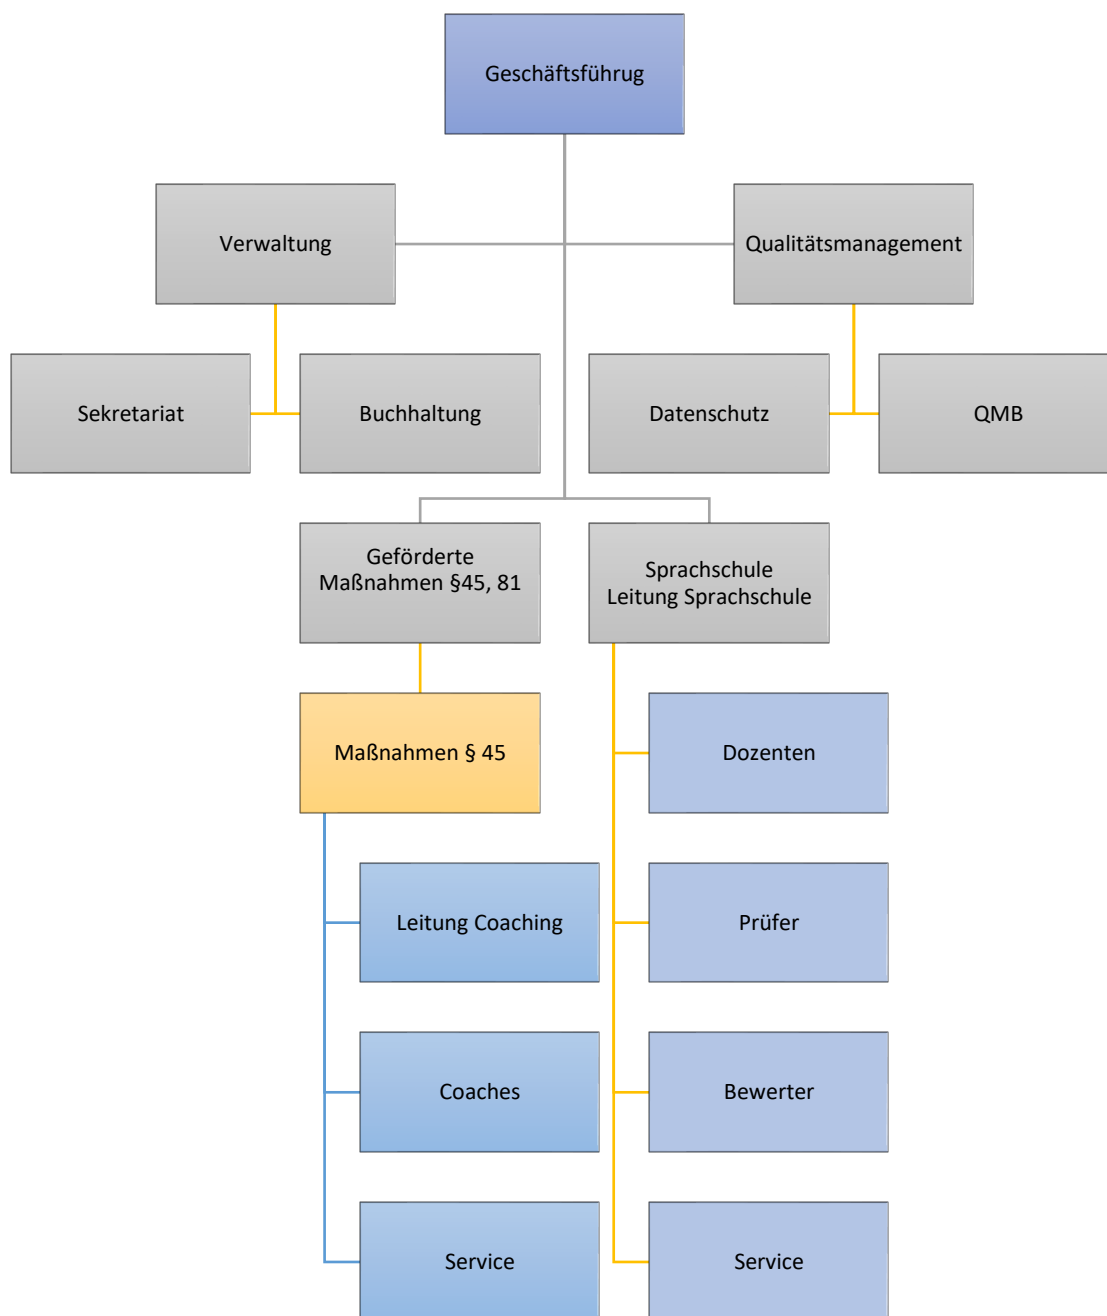 Geschäftsführug
Verwaltung
Qualitätsmanagement
Sekretariat
Buchhaltung
Datenschutz
QMB
Geförderte
Maßnahmen §45, 81
Sprachschule
Leitung Sprachschule
Maßnahmen § 45
Dozenten
Leitung Coaching
Prüfer
Coaches
Bewerter
Service
Service